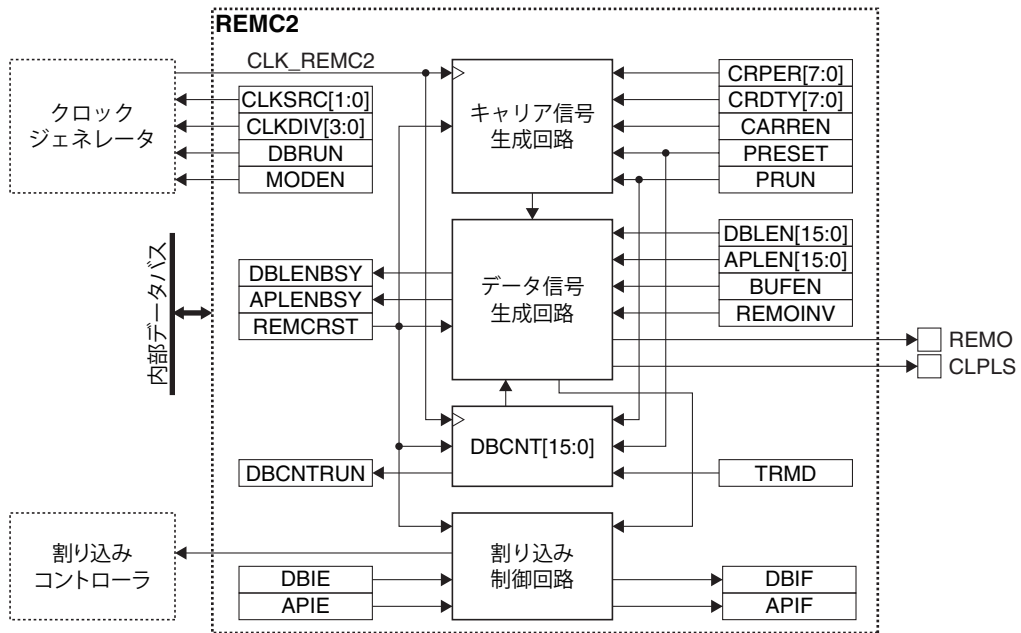 REMC2
CLK_REMC2
クロック
ジェネレータ
CLKSRC[1:0]
CLKDIV[3:0]
DBRUN
MODEN
キャリア信号
生成回路
CRPER[7:0]
CRDTY[7:0]
CARREN
PRESET
PRUN
内部データバス
DBLENBSY
APLENBSY
REMCRST
データ信号
生成回路
DBLEN[15:0]
APLEN[15:0]
BUFEN
REMOINV
REMO
CLPLS
DBCNT[15:0]
DBCNTRUN
TRMD
割り込み
コントローラ
割り込み
制御回路
DBIE
APIE
DBIF
APIF